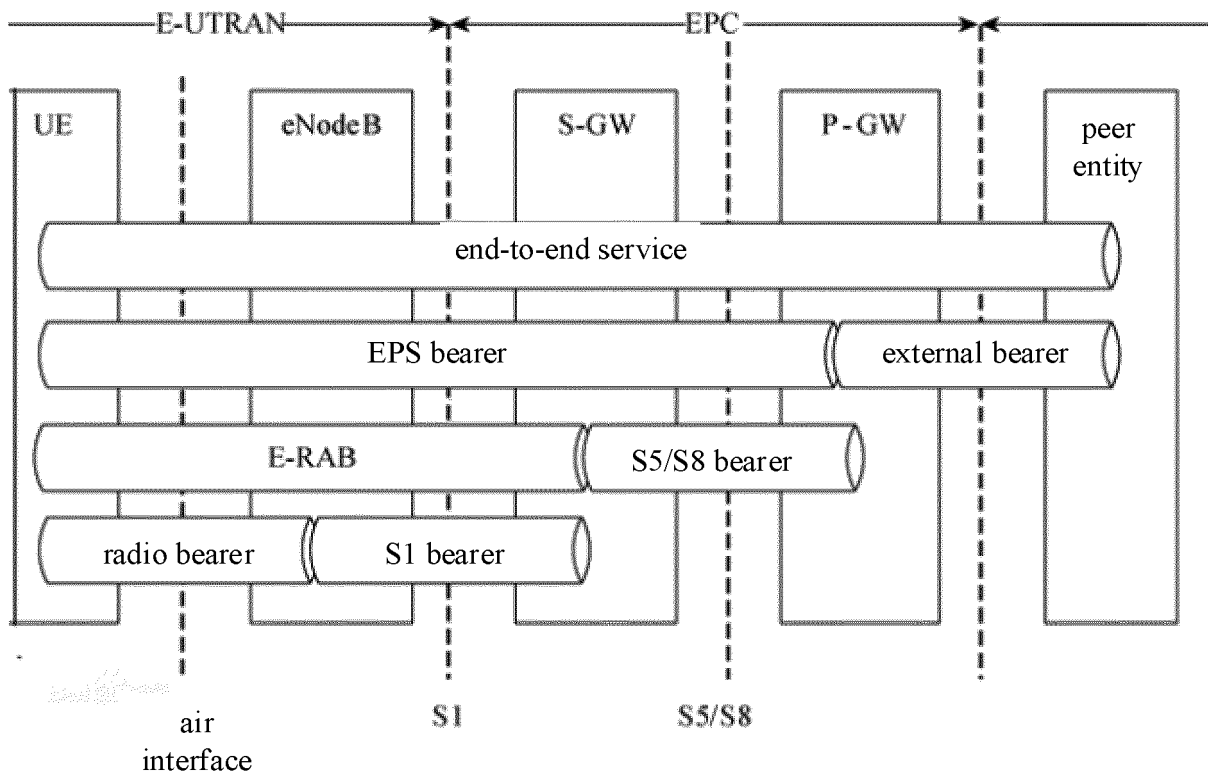 E-UTRAN
EPC
UE
eNodeB
S-GW
P-GW
peer
entity
end-to-end service
EPS bearer
external bearer
E-RAB
S5/S8 bearer
radio bearer
S1 bearer
air
interface
S1
S5/S8